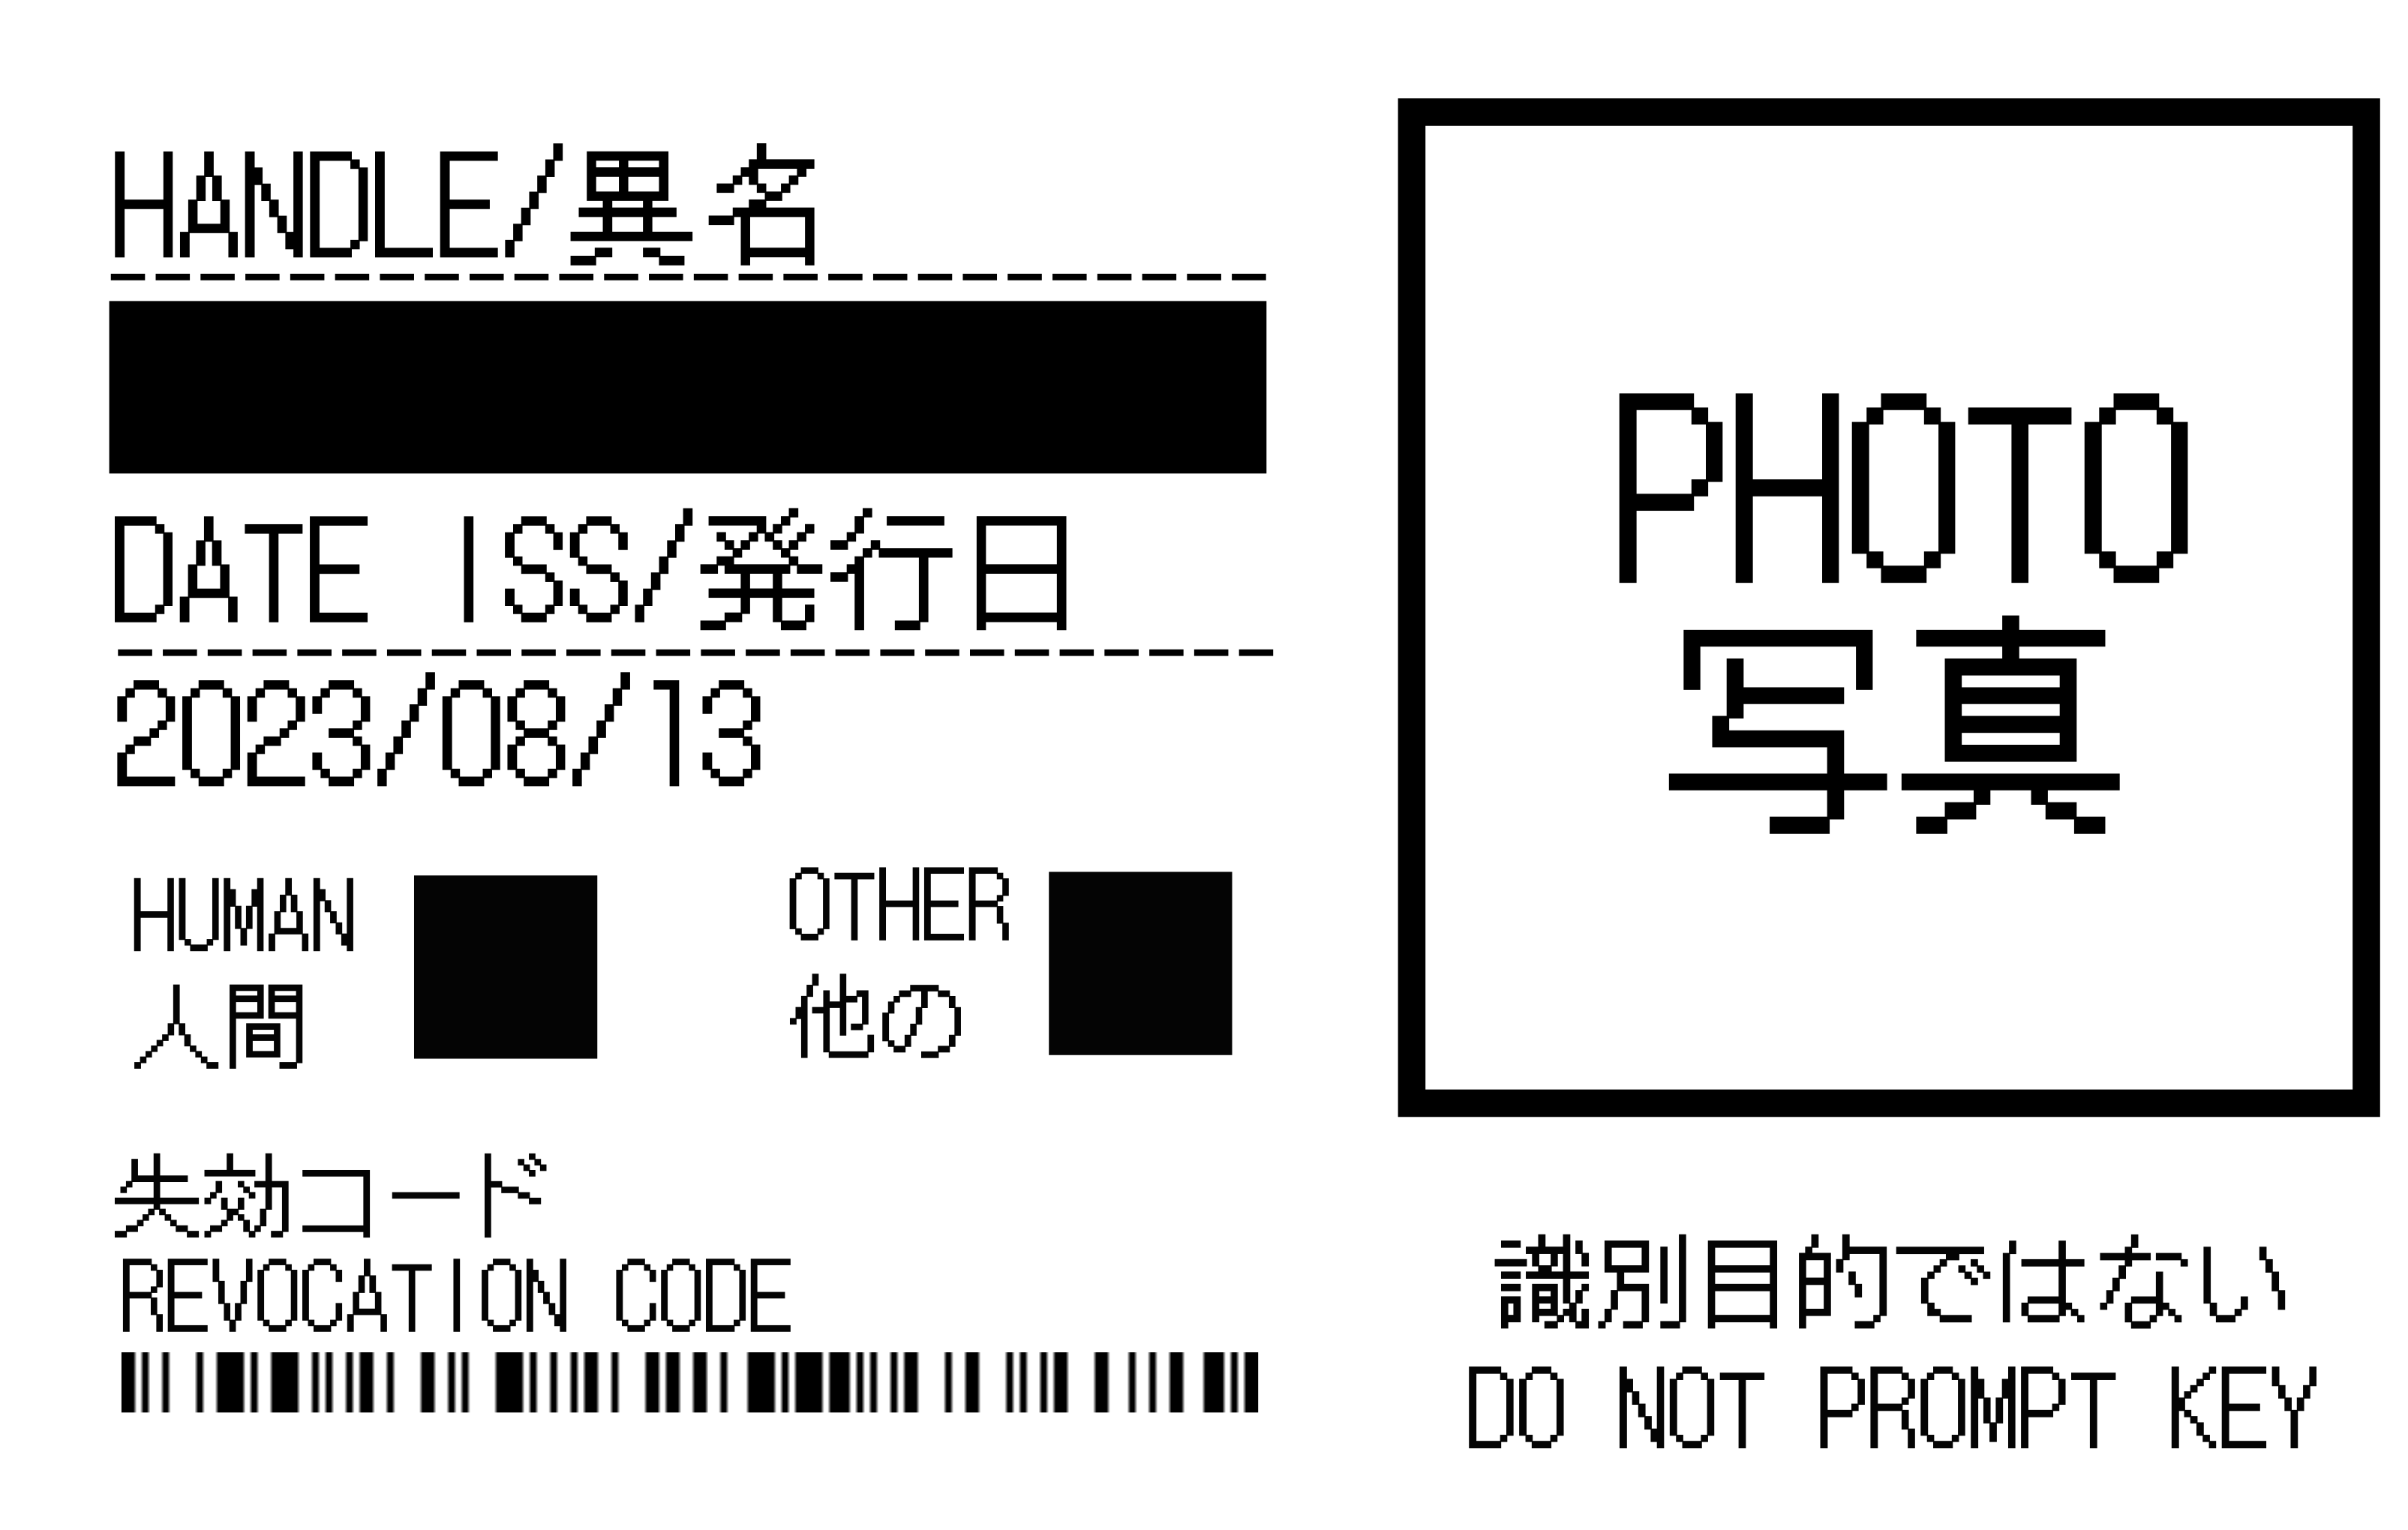 HANDLE/異名
DATE ISS/発行日
2023/08/13
HUMAN
人間
OTHER
他の
失効コード
REVOCATION CODE
PHOTO
写真
識別目的ではない
DO NOT PROMPT KEY